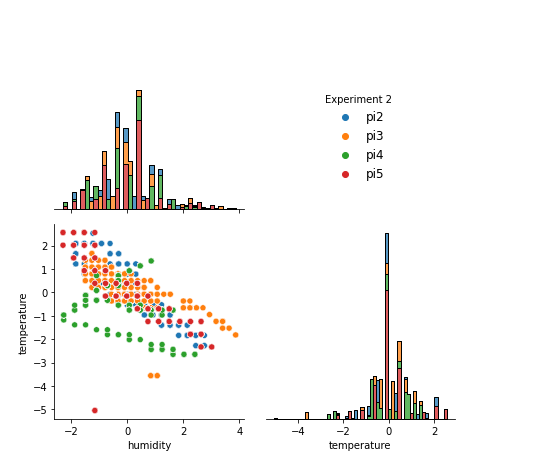 Experiment 2
pi2
pi3
pi4
pi5
2
1
0
−1
−2
−3
−4
−5
temperature
−2
0
2
4
humidity
−4
−2
0
2
temperature